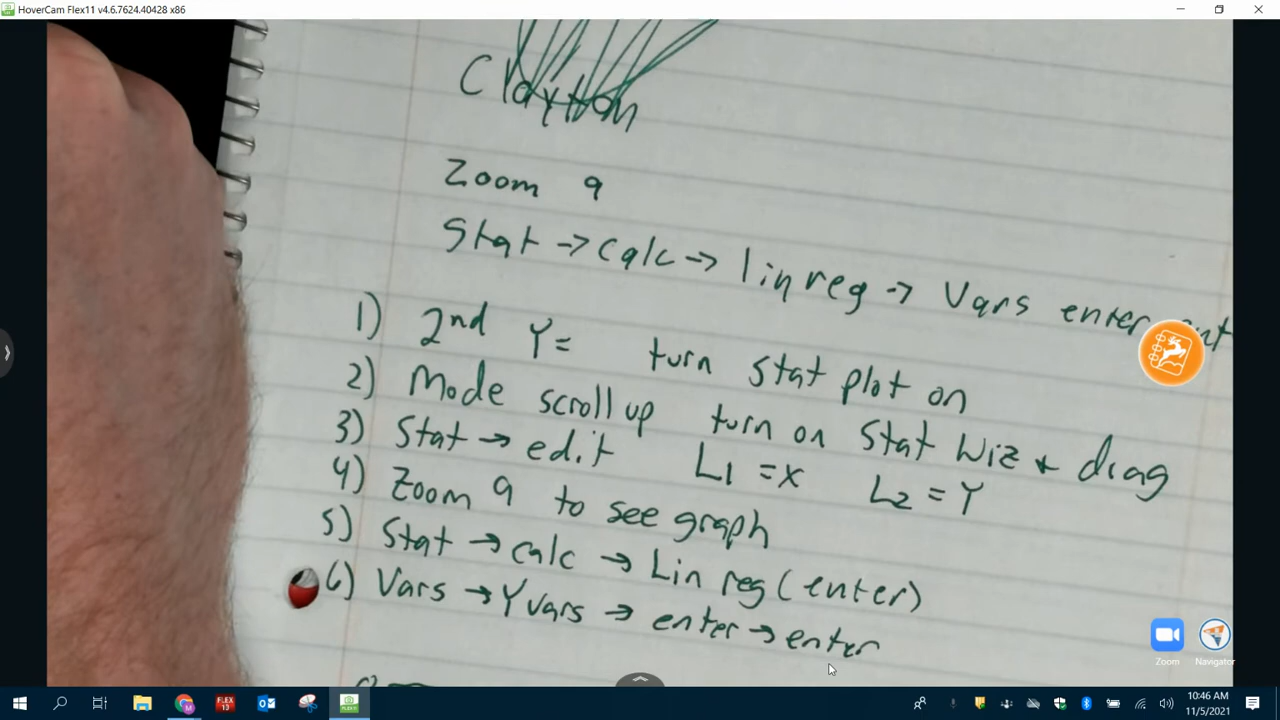 HoverCam Flex11 v4.6.7624.40428 x86
Clayton
Zoom 9
Stat → Calc → linreg → Vars enter ent
1) 2nd Y= turn Stat plot on
2) Mode scroll up turn on Stat Wiz + diag
3) Stat → edit L1 = x L2 = Y
4) Zoom 9 to see graph
5) Stat → calc → Lin reg (enter)
6) Vars → Y vars → enter → enter
Zoom
Navigator
FLEX
10:46 AM
11/5/2021